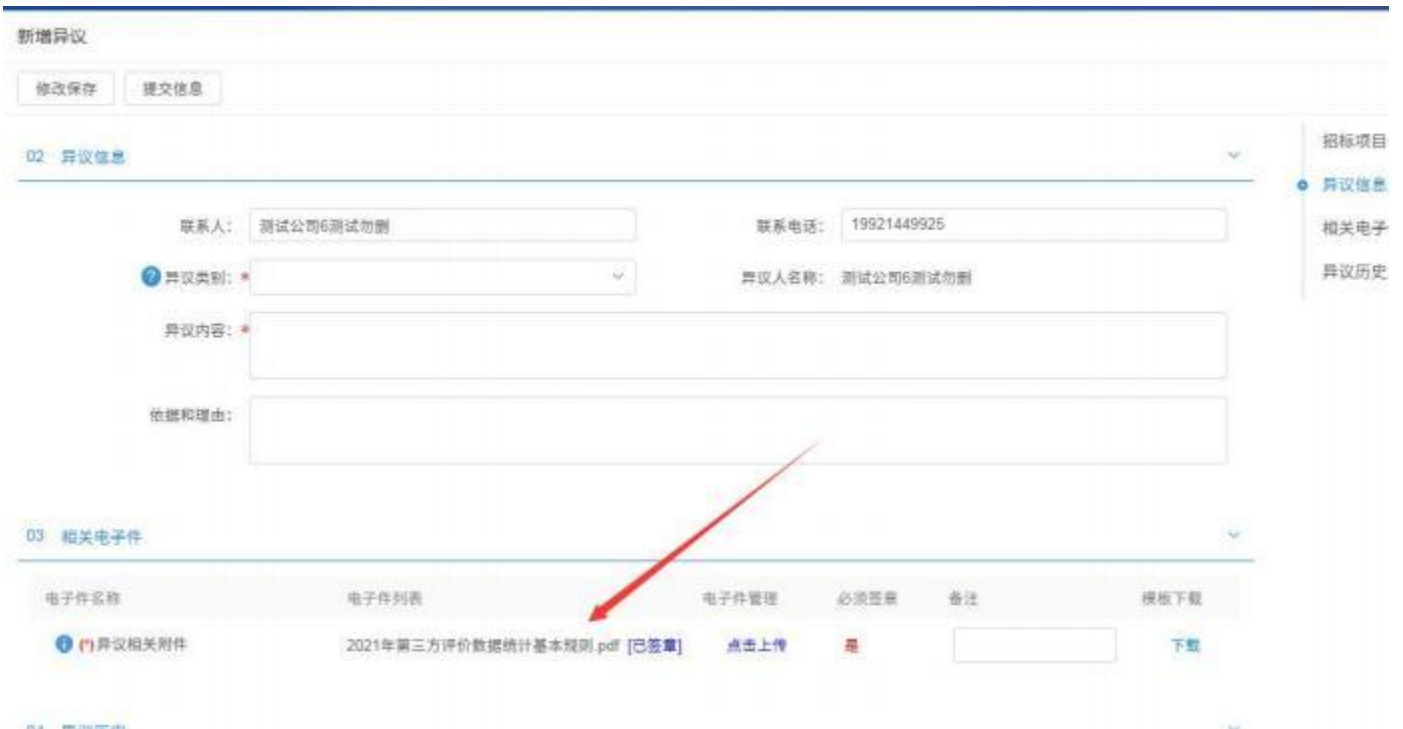 新增异议
修改保存 提交信息
02 异议信息
招标项目
异议信息
相关电子
异议历史
联系人： 测试公司6测试勿删 联系电话： 19921449925
? 异议类别：* 异议人名称： 测试公司6测试勿删
异议内容：*
依据和理由：
03 相关电子件
电子件名称 电子件列表 电子件管理 必须签章 备注 模板下载
(*)异议相关附件 2021年第三方评价数据统计基本规则.pdf [已签章] 点击上传 是 下载